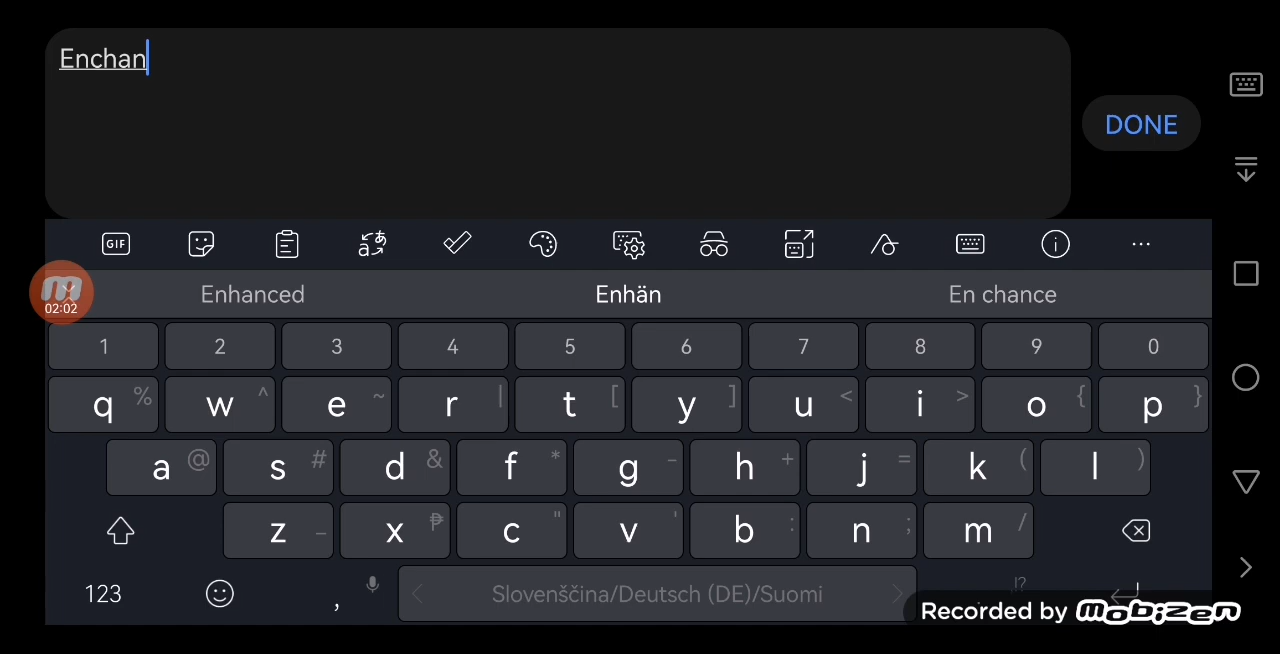 Enchan
DONE
GIF
Enhanced Enhän En chance
02:02
1 2 3 4 5 6 7 8 9 0
q % w ^ e ~ r | t [ y ] u < i > o { p }
a @ s # d & f * g - h + j = k ( l )
z _ x ₱ c " v ' b : n ; m /
123 , < Slovenščina/Deutsch (DE)/Suomi > !?
Recorded by mobizen